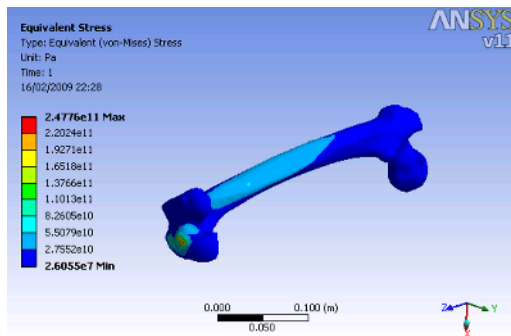 Equivalent Stress
Type: Equivalent (von-Mises) Stress
Unit: Pa
Time: 1
16/02/2009 22:28
2.4776e11 Max
2.2024e11
1.9271e11
1.6518e11
1.3766e11
1.1013e11
8.2605e10
5.5079e10
2.7552e10
2.6055e7 Min
ANSYS
v11
0.000
0.100 (m)
0.050
Z
Y